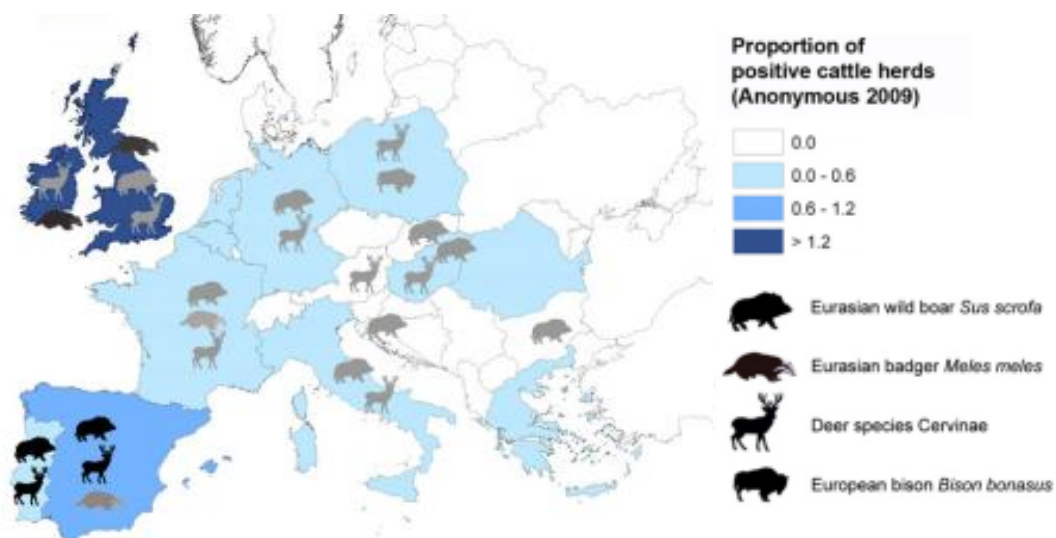 Proportion of
positive cattle herds
(Anonymous 2009)
0.0
0.0 - 0.6
0.6 - 1.2
> 1.2
Eurasian wild boar Sus scrofa
Eurasian badger Meles meles
Deer species Cervinae
European bison Bison bonasus